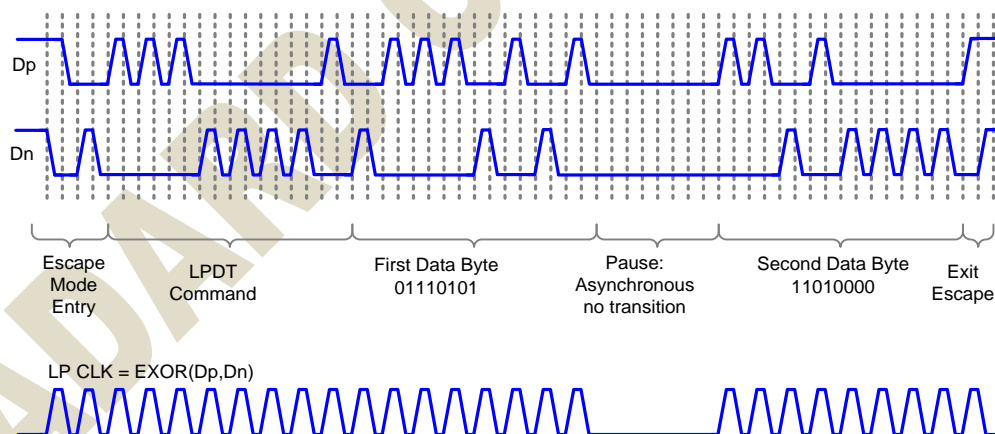 Dp
Dn
Escape
Mode
Entry
LPDT
Command
First Data Byte
01110101
Pause:
Asynchronous
no transition
Second Data Byte
11010000
Exit
Escape
LP CLK = EXOR(Dp,Dn)